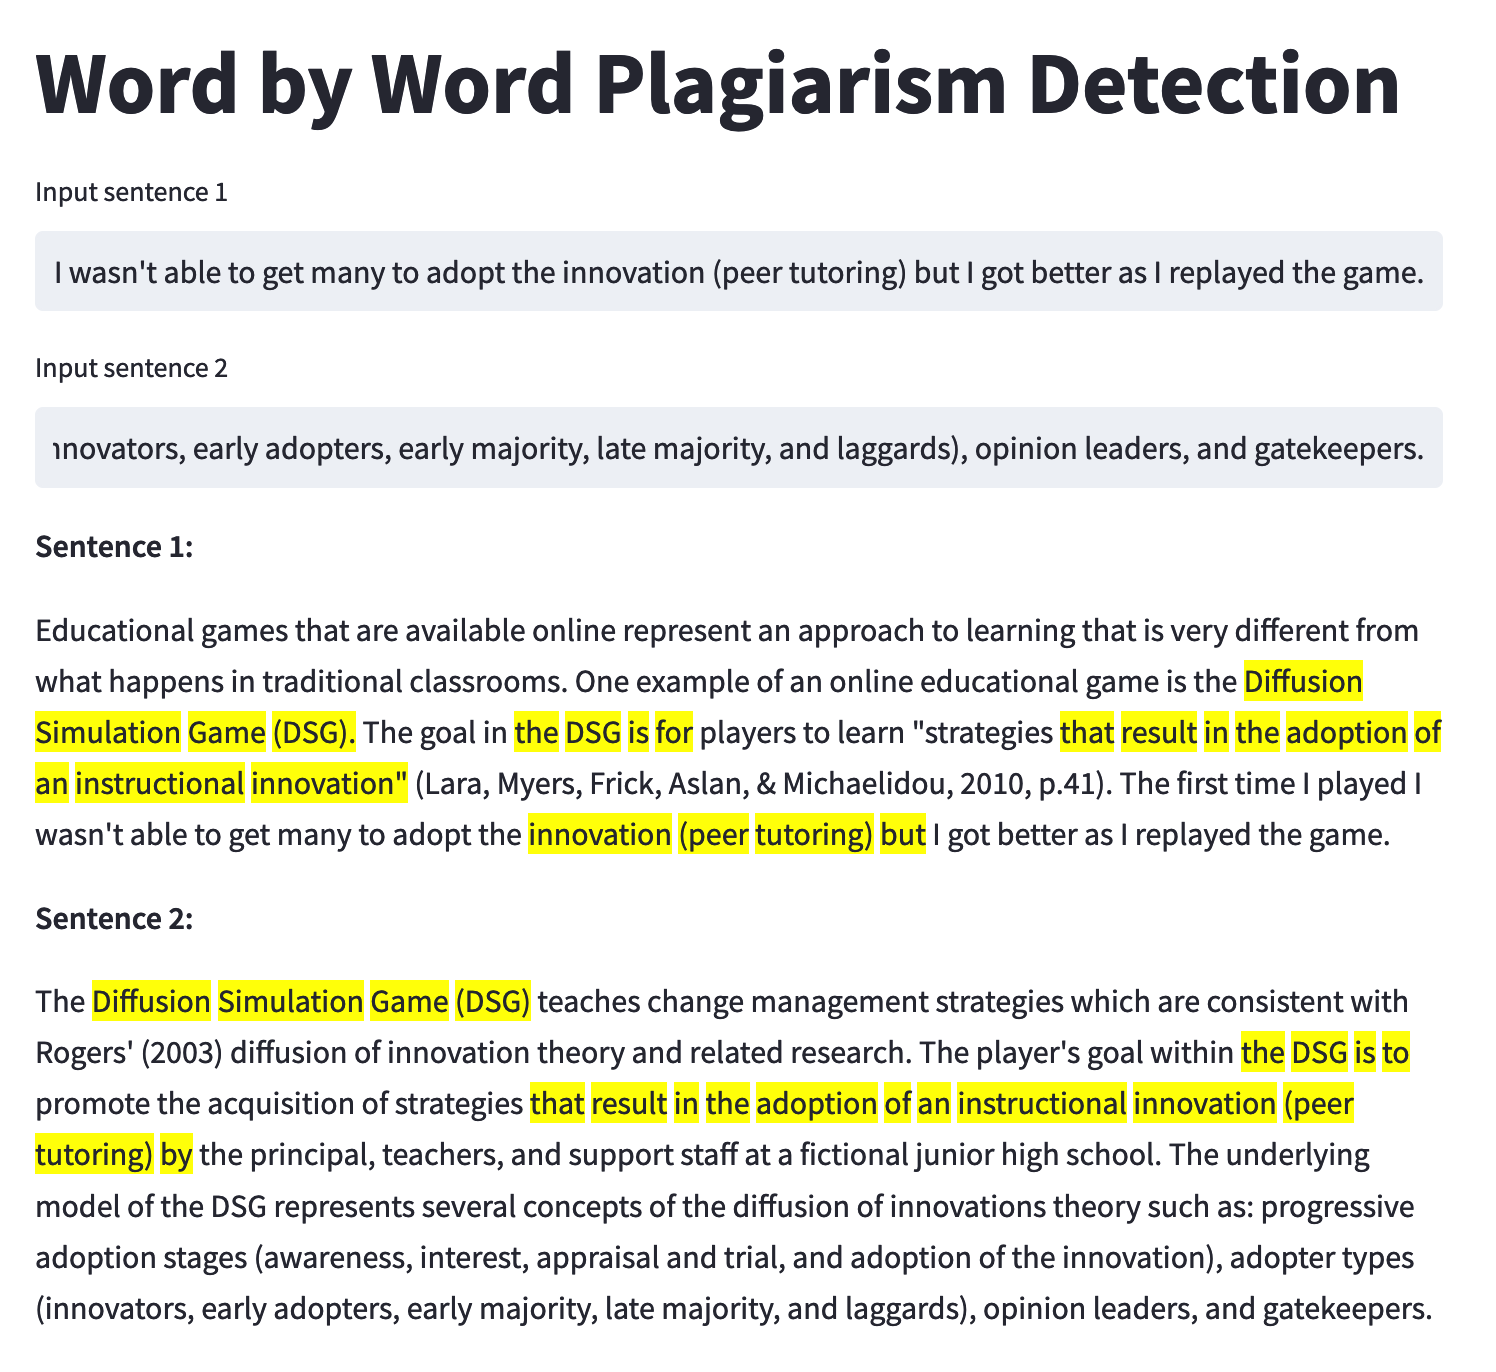 Word by Word Plagiarism Detection
Input sentence 1
I wasn't able to get many to adopt the innovation (peer tutoring) but I got better as I replayed the game.
Input sentence 2
nnovators, early adopters, early majority, late majority, and laggards), opinion leaders, and gatekeepers.
Sentence 1:
Educational games that are available online represent an approach to learning that is very different from
what happens in traditional classrooms. One example of an online educational game is the Diffusion
Simulation Game (DSG). The goal in the DSG is for players to learn "strategies that result in the adoption of
an instructional innovation" (Lara, Myers, Frick, Aslan, & Michaelidou, 2010, p.41). The first time I played I
wasn't able to get many to adopt the innovation (peer tutoring) but I got better as I replayed the game.
Sentence 2:
The Diffusion Simulation Game (DSG) teaches change management strategies which are consistent with
Rogers' (2003) diffusion of innovation theory and related research. The player's goal within the DSG is to
promote the acquisition of strategies that result in the adoption of an instructional innovation (peer
tutoring) by the principal, teachers, and support staff at a fictional junior high school. The underlying
model of the DSG represents several concepts of the diffusion of innovations theory such as: progressive
adoption stages (awareness, interest, appraisal and trial, and adoption of the innovation), adopter types
(innovators, early adopters, early majority, late majority, and laggards), opinion leaders, and gatekeepers.